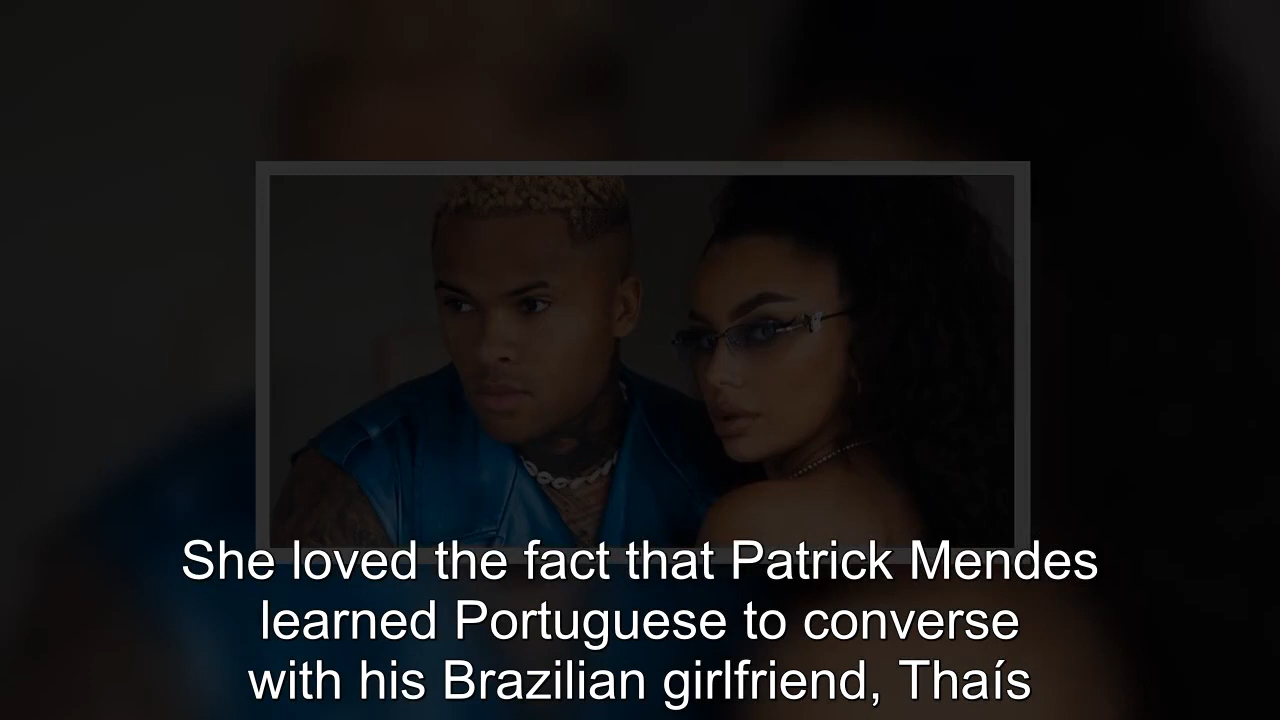 She loved the fact that Patrick Mendes
learned Portuguese to converse
with his Brazilian girlfriend, Thaís